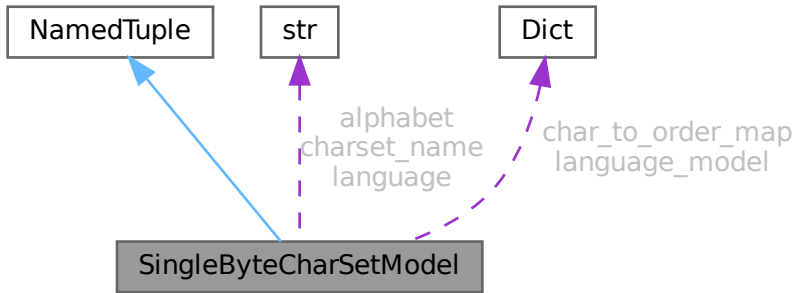 NamedTuple
str
Dict
alphabet
charset_name
language
char_to_order_map
language_model
SingleByteCharSetModel